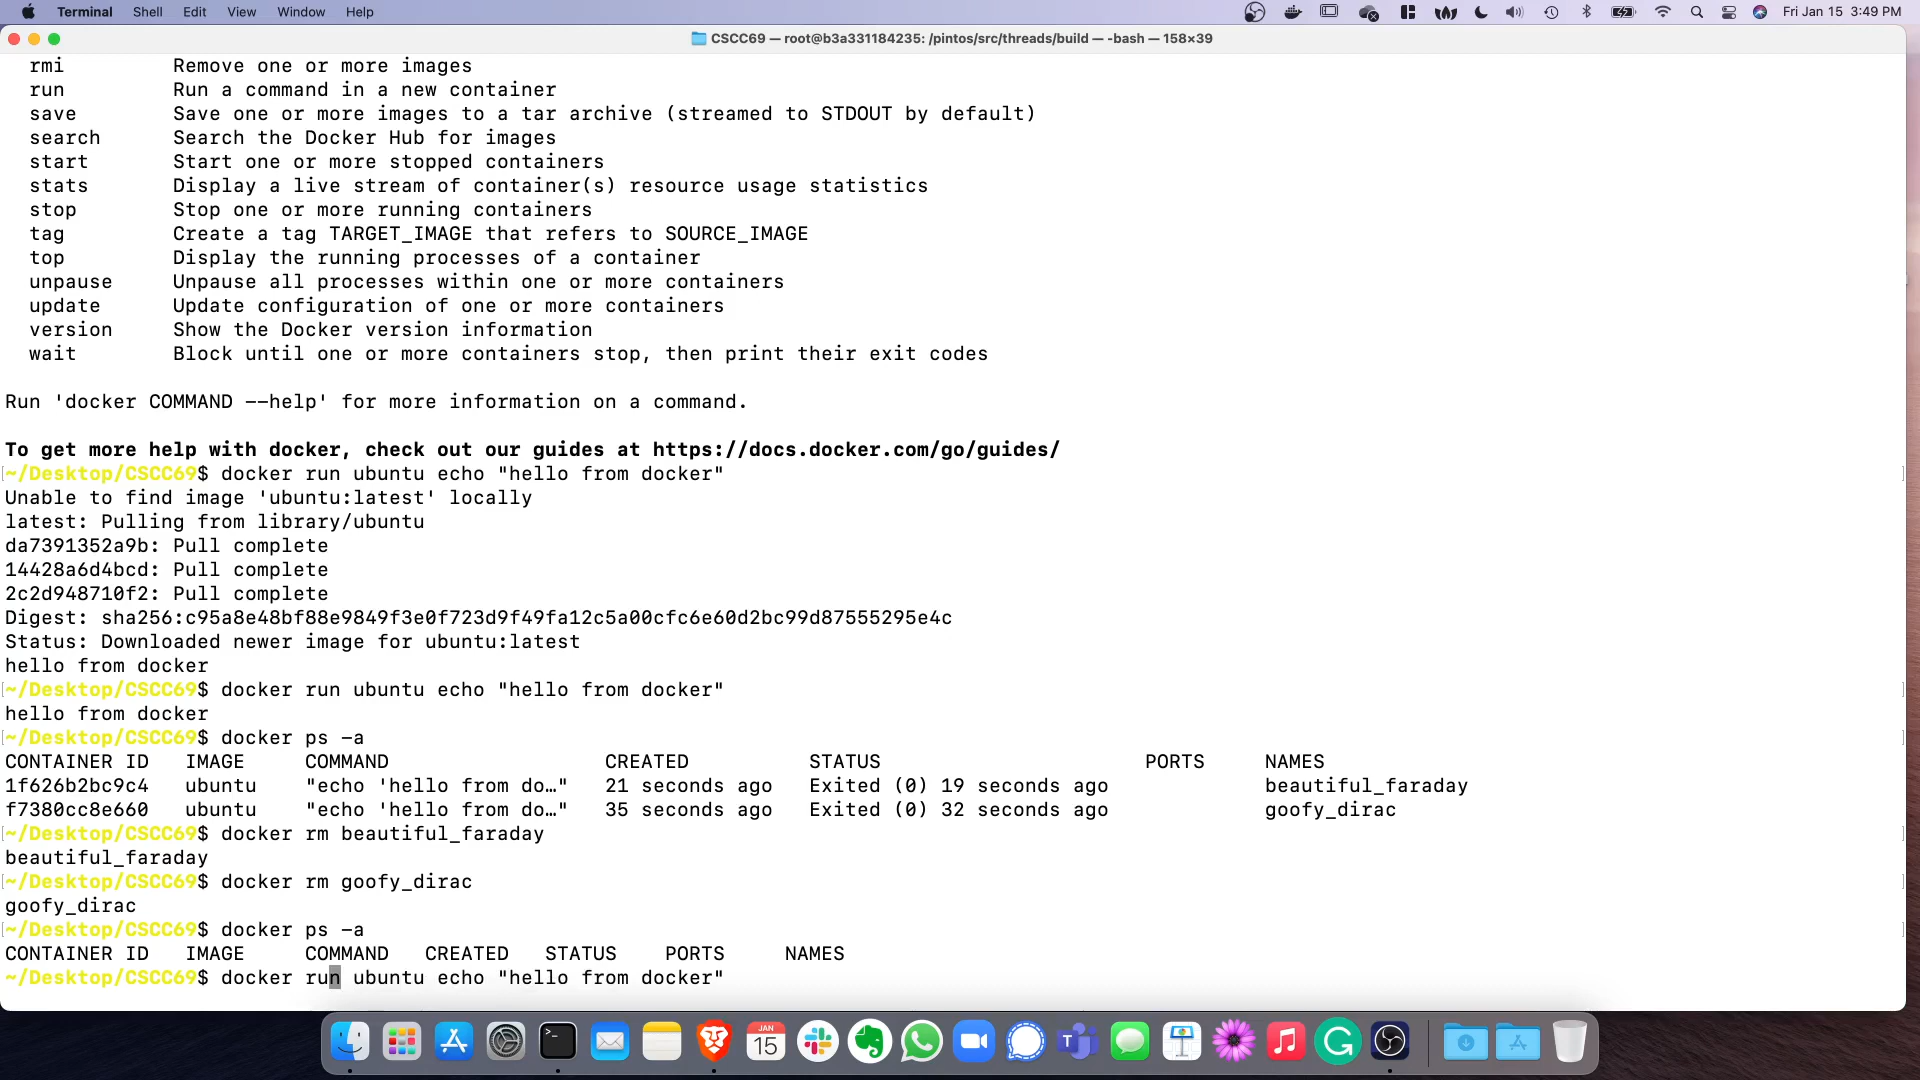 Terminal Shell Edit View Window Help Fri Jan 15 3:49 PM
CSCC69 — root@b3a331184235: /pintos/src/threads/build — -bash — 158×39
rmi Remove one or more images
run Run a command in a new container
save Save one or more images to a tar archive (streamed to STDOUT by default)
search Search the Docker Hub for images
start Start one or more stopped containers
stats Display a live stream of container(s) resource usage statistics
stop Stop one or more running containers
tag Create a tag TARGET_IMAGE that refers to SOURCE_IMAGE
top Display the running processes of a container
unpause Unpause all processes within one or more containers
update Update configuration of one or more containers
version Show the Docker version information
wait Block until one or more containers stop, then print their exit codes
Run 'docker COMMAND --help' for more information on a command.
To get more help with docker, check out our guides at https://docs.docker.com/go/guides/
~/Desktop/CSCC69$ docker run ubuntu echo "hello from docker"
Unable to find image 'ubuntu:latest' locally
latest: Pulling from library/ubuntu
da7391352a9b: Pull complete
14428a6d4bcd: Pull complete
2c2d948710f2: Pull complete
Digest: sha256:c95a8e48bf88e9849f3e0f723d9f49fa12c5a00cfc6e60d2bc99d87555295e4c
Status: Downloaded newer image for ubuntu:latest
hello from docker
~/Desktop/CSCC69$ docker run ubuntu echo "hello from docker"
hello from docker
~/Desktop/CSCC69$ docker ps -a
CONTAINER ID IMAGE COMMAND CREATED STATUS PORTS NAMES
1f626b2bc9c4 ubuntu "echo 'hello from do…" 21 seconds ago Exited (0) 19 seconds ago beautiful_faraday
f7380cc8e660 ubuntu "echo 'hello from do…" 35 seconds ago Exited (0) 32 seconds ago goofy_dirac
~/Desktop/CSCC69$ docker rm beautiful_faraday
beautiful_faraday
~/Desktop/CSCC69$ docker rm goofy_dirac
goofy_dirac
~/Desktop/CSCC69$ docker ps -a
CONTAINER ID IMAGE COMMAND CREATED STATUS PORTS NAMES
~/Desktop/CSCC69$ docker run ubuntu echo "hello from docker"
JAN
15